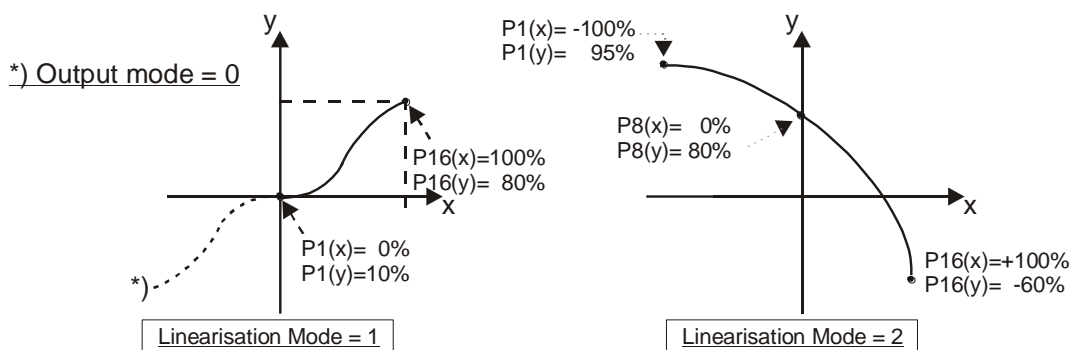 y
*) Output mode = 0
P16(x)=100%
P16(y)= 80%
x
P1(x)= 0%
P1(y)=10%
*)
Linearisation Mode = 1
y
P1(x)= -100%
P1(y)= 95%
P8(x)= 0%
P8(y)= 80%
x
P16(x)=+100%
P16(y)= -60%
Linearisation Mode = 2